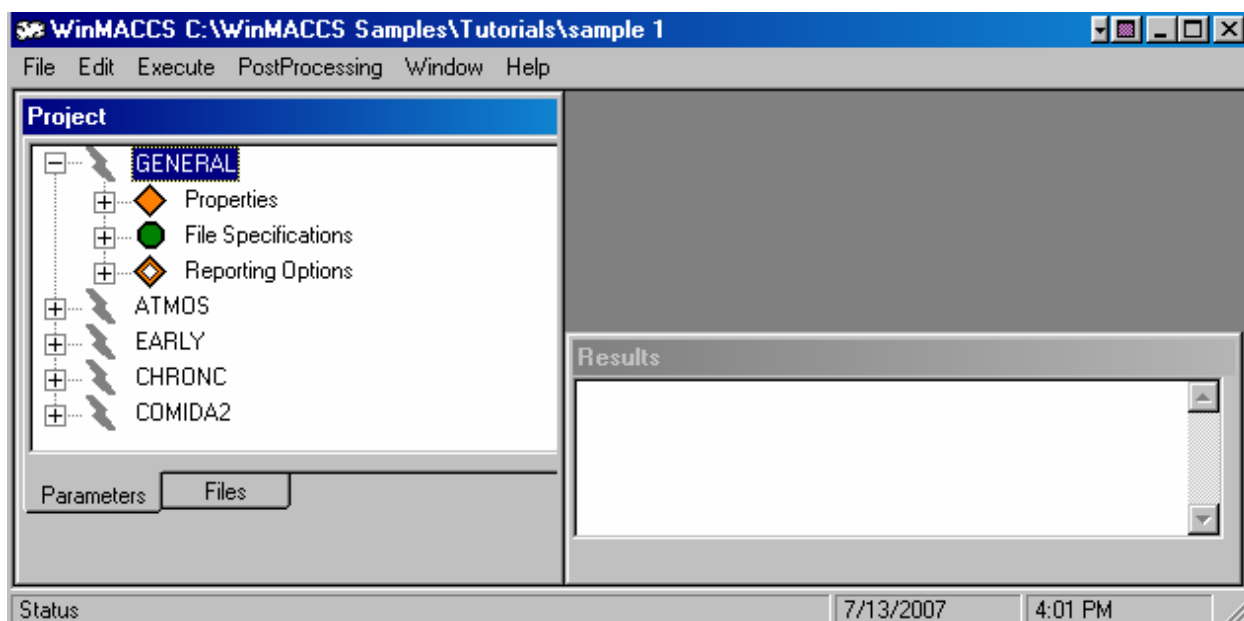 WinMACCS C:\WinMACCS Samples\Tutorials\sample 1
File Edit Execute PostProcessing Window Help
Project
GENERAL
Properties
File Specifications
Reporting Options
ATMOS
EARLY
CHRONC
COMIDA2
Parameters Files
Results
Status 7/13/2007 4:01 PM